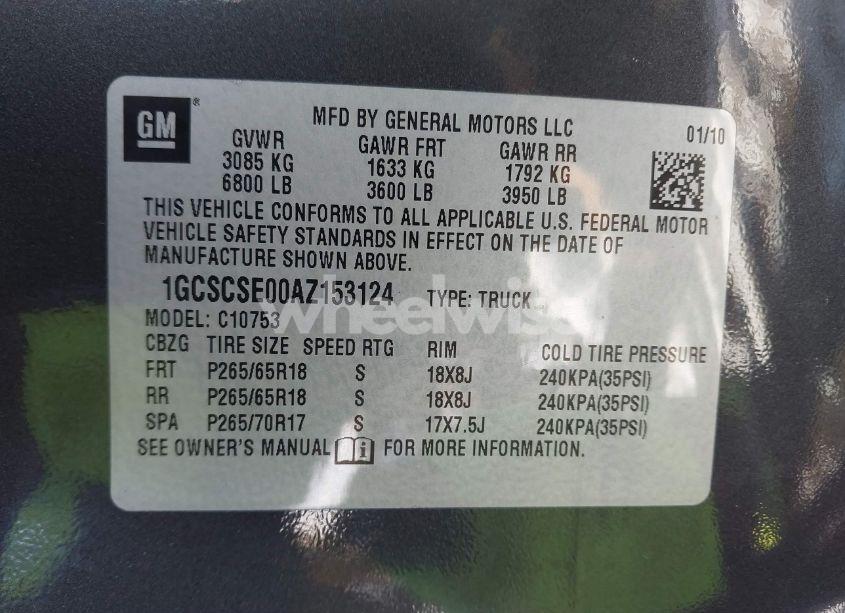 GM ®
MFD BY GENERAL MOTORS LLC 01/10
GVWR GAWR FRT GAWR RR
3085 KG 1633 KG 1792 KG
6800 LB 3600 LB 3950 LB
THIS VEHICLE CONFORMS TO ALL APPLICABLE U.S. FEDERAL MOTOR
VEHICLE SAFETY STANDARDS IN EFFECT ON THE DATE OF
MANUFACTURE SHOWN ABOVE.
1GCSCSE00AZ153124 TYPE: TRUCK
MODEL: C10753
CBZG TIRE SIZE SPEED RTG RIM COLD TIRE PRESSURE
FRT P265/65R18 S 18X8J 240KPA(35PSI)
RR P265/65R18 S 18X8J 240KPA(35PSI)
SPA P265/70R17 S 17X7.5J 240KPA(35PSI)
SEE OWNER'S MANUAL FOR MORE INFORMATION.